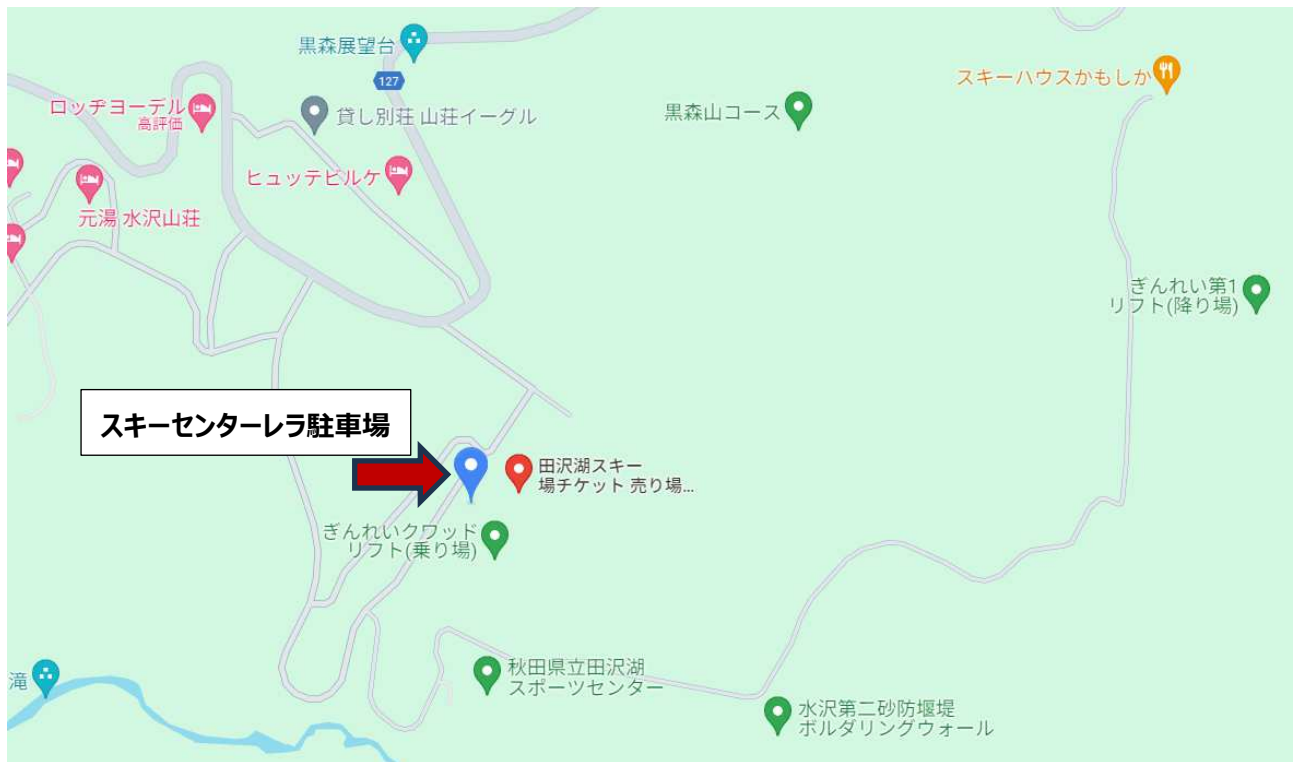 黒森展望台
127
スキーハウスかもしか
ロッヂヨーデル
高評価
貸し別荘 山荘イーグル
黒森山コース
ヒュッテビルケ
元湯 水沢山荘
ぎんれい第1
リフト(降り場)
スキーセンターレラ駐車場
田沢湖スキー
場チケット 売り場...
ぎんれいクワッド
リフト(乗り場)
秋田県立田沢湖
スポーツセンター
滝
水沢第二砂防堰堤
ボルダリングウォール